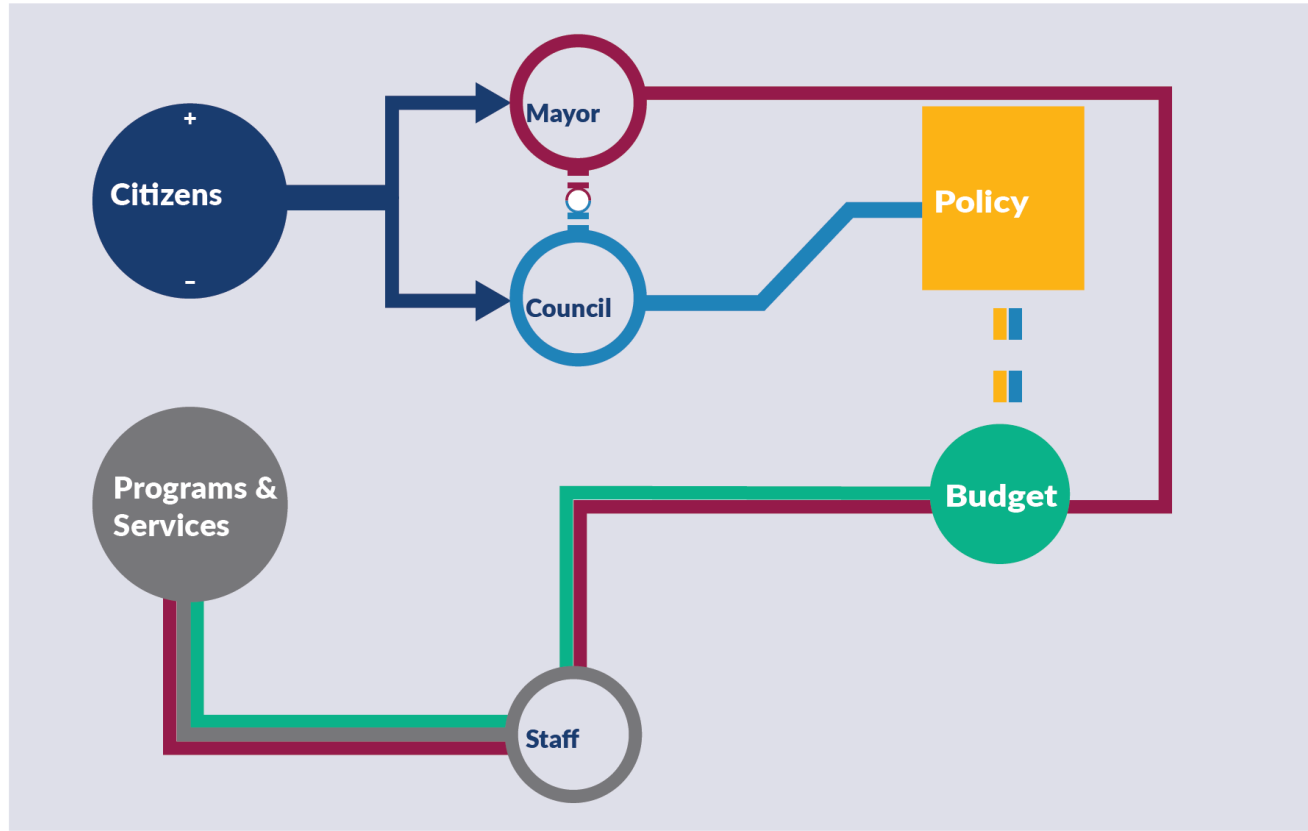 +
Citizens
–
Mayor
Council
Policy
Programs &
Services
Budget
Staff